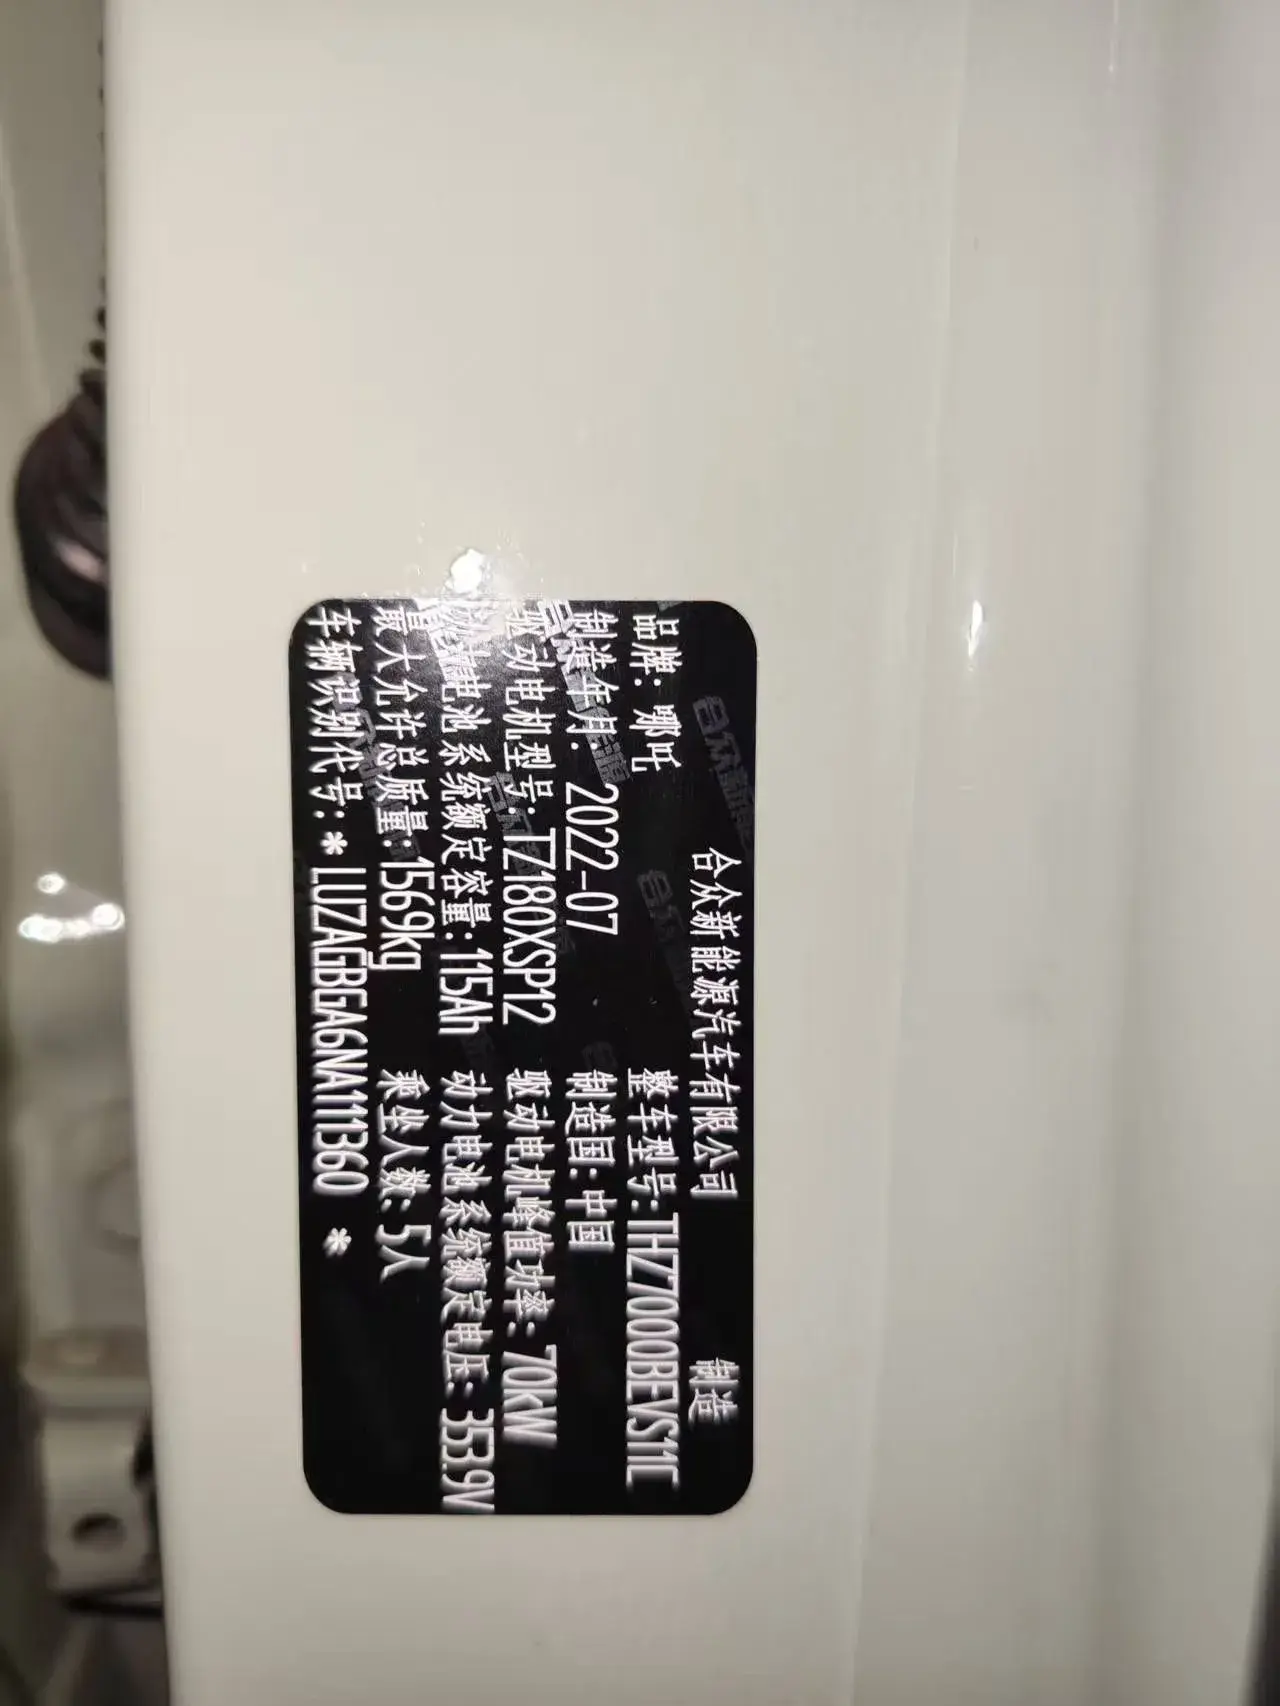 合众新能源汽车有限公司 制造
品牌: 哪吒 整车型号: THZ7000BEVS11C
制造年月: 2022-07 制造国: 中国
驱动电机型号: TZ180XSP12 驱动电机峰值功率: 70kW
动力电池系统额定容量: 115Ah 动力电池系统额定电压: 353.9V
最大允许总质量: 1569kg 乘坐人数: 5人
车辆识别代号: * LUZAGBGA6NA111360 *